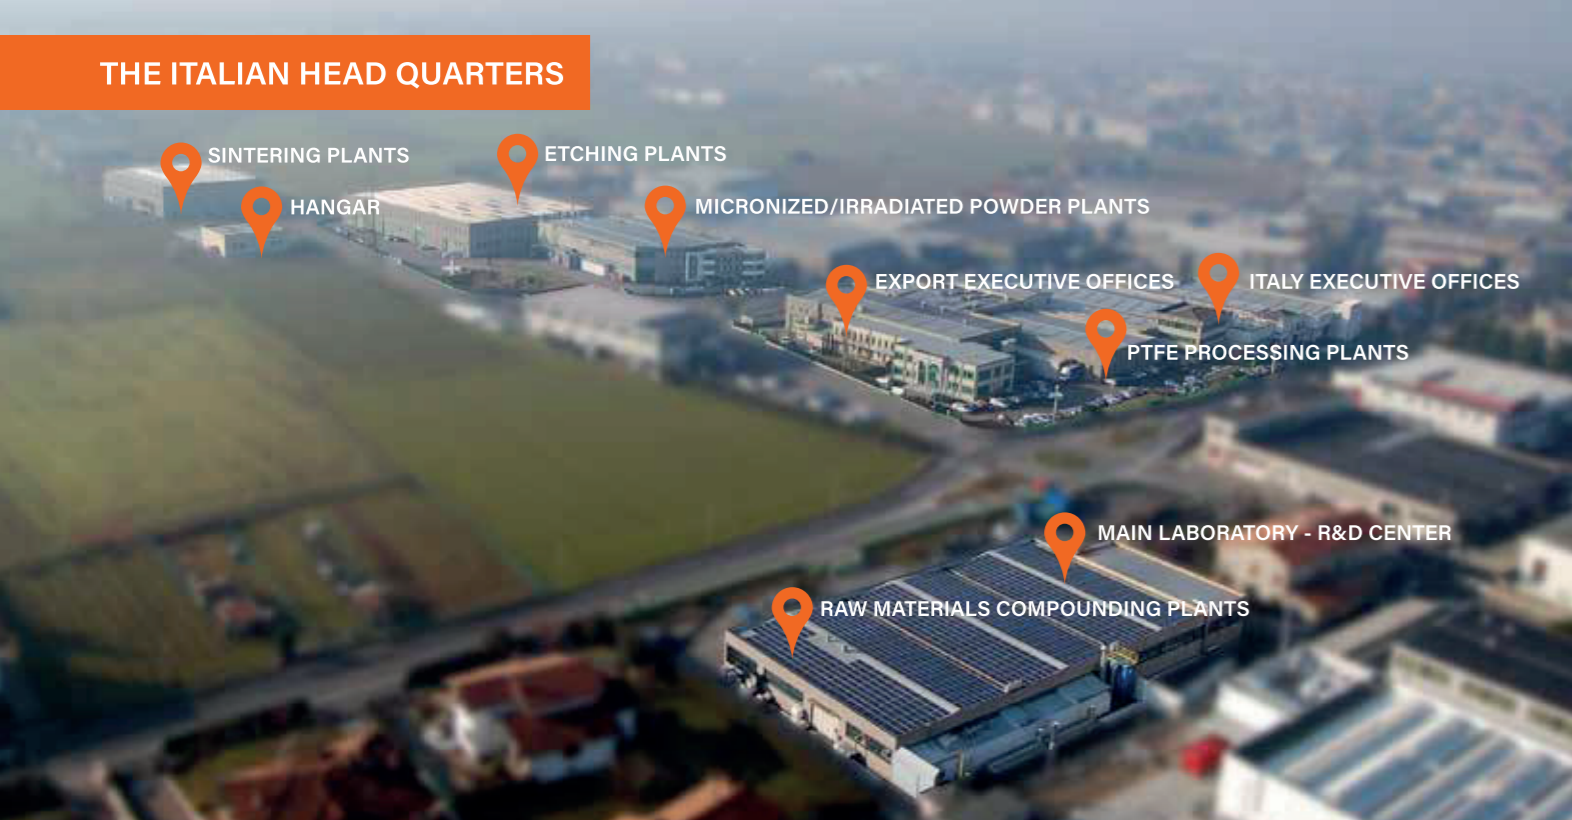 THE ITALIAN HEAD QUARTERS
SINTERING PLANTS
ETCHING PLANTS
HANGAR
MICRONIZED/IRRADIATED POWDER PLANTS
EXPORT EXECUTIVE OFFICES
ITALY EXECUTIVE OFFICES
PTFE PROCESSING PLANTS
MAIN LABORATORY - R&D CENTER
RAW MATERIALS COMPOUNDING PLANTS